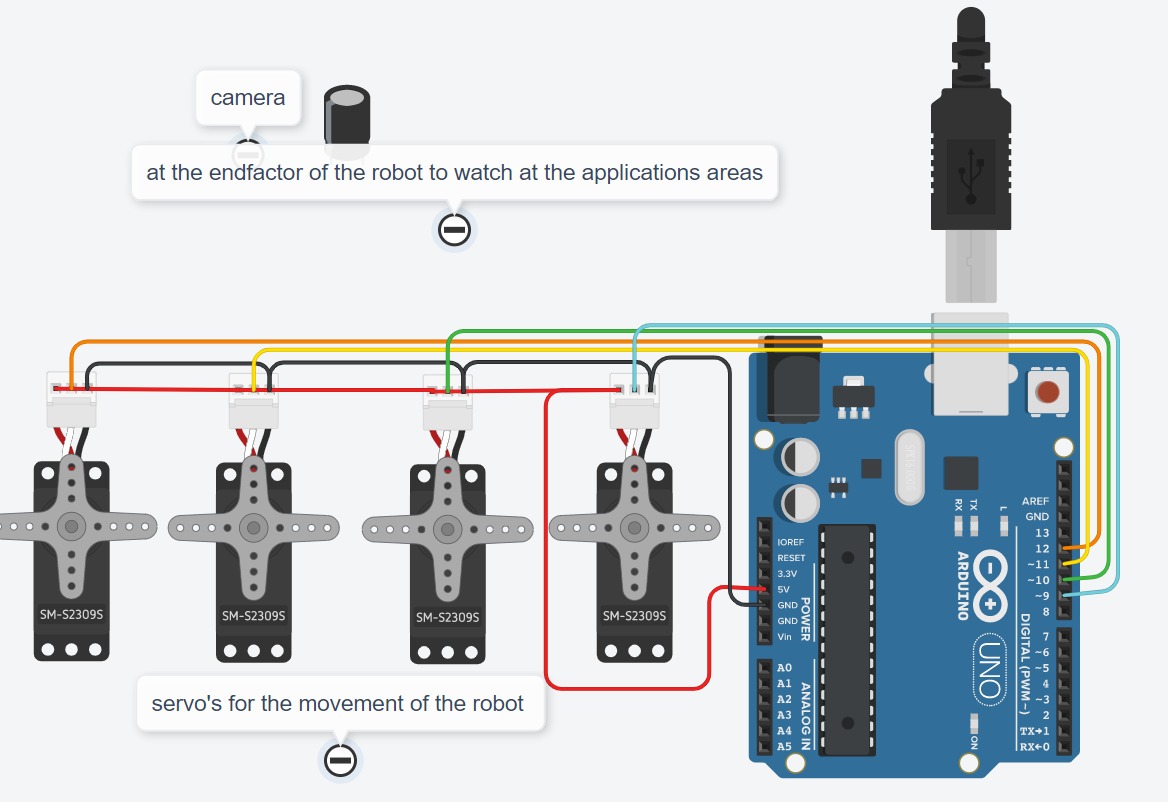 camera
at the endfactor of the robot to watch at the applications areas
SM-S2309S
SM-S2309S
SM-S2309S
SM-S2309S
servo's for the movement of the robot
RX
TX
L
AREF
GND
13
12
~11
~10
~9
8
7
~6
~5
4
~3
2
TX→1
RX←0
DIGITAL (PWM~)
ARDUINO
UNO
ON
IOREF
RESET
3.3V
5V
GND
GND
Vin
POWER
A0
A1
A2
A3
A4
A5
ANALOG IN